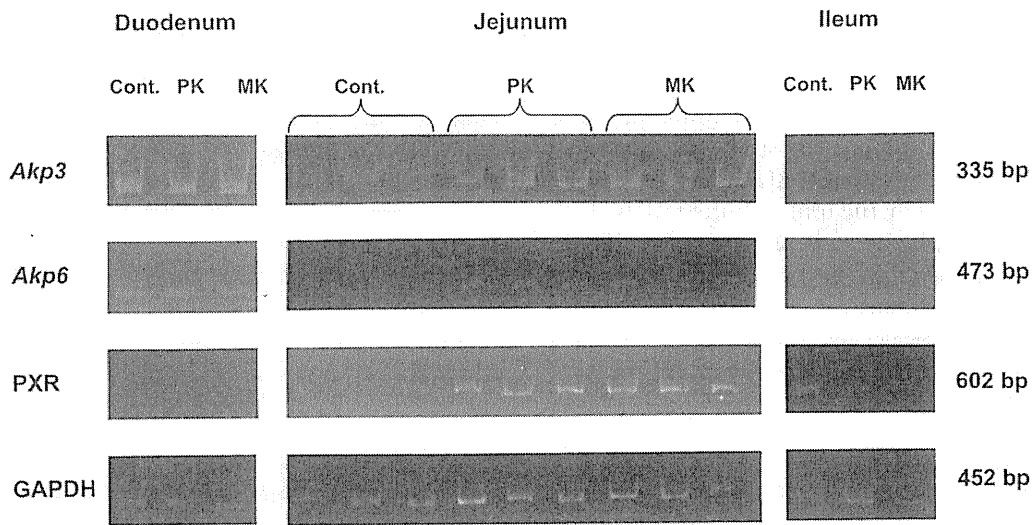 Duodenum Jejunum Ileum
Cont. PK MK Cont. PK MK Cont. PK MK
Akp3 335 bp
Akp6 473 bp
PXR 602 bp
GAPDH 452 bp